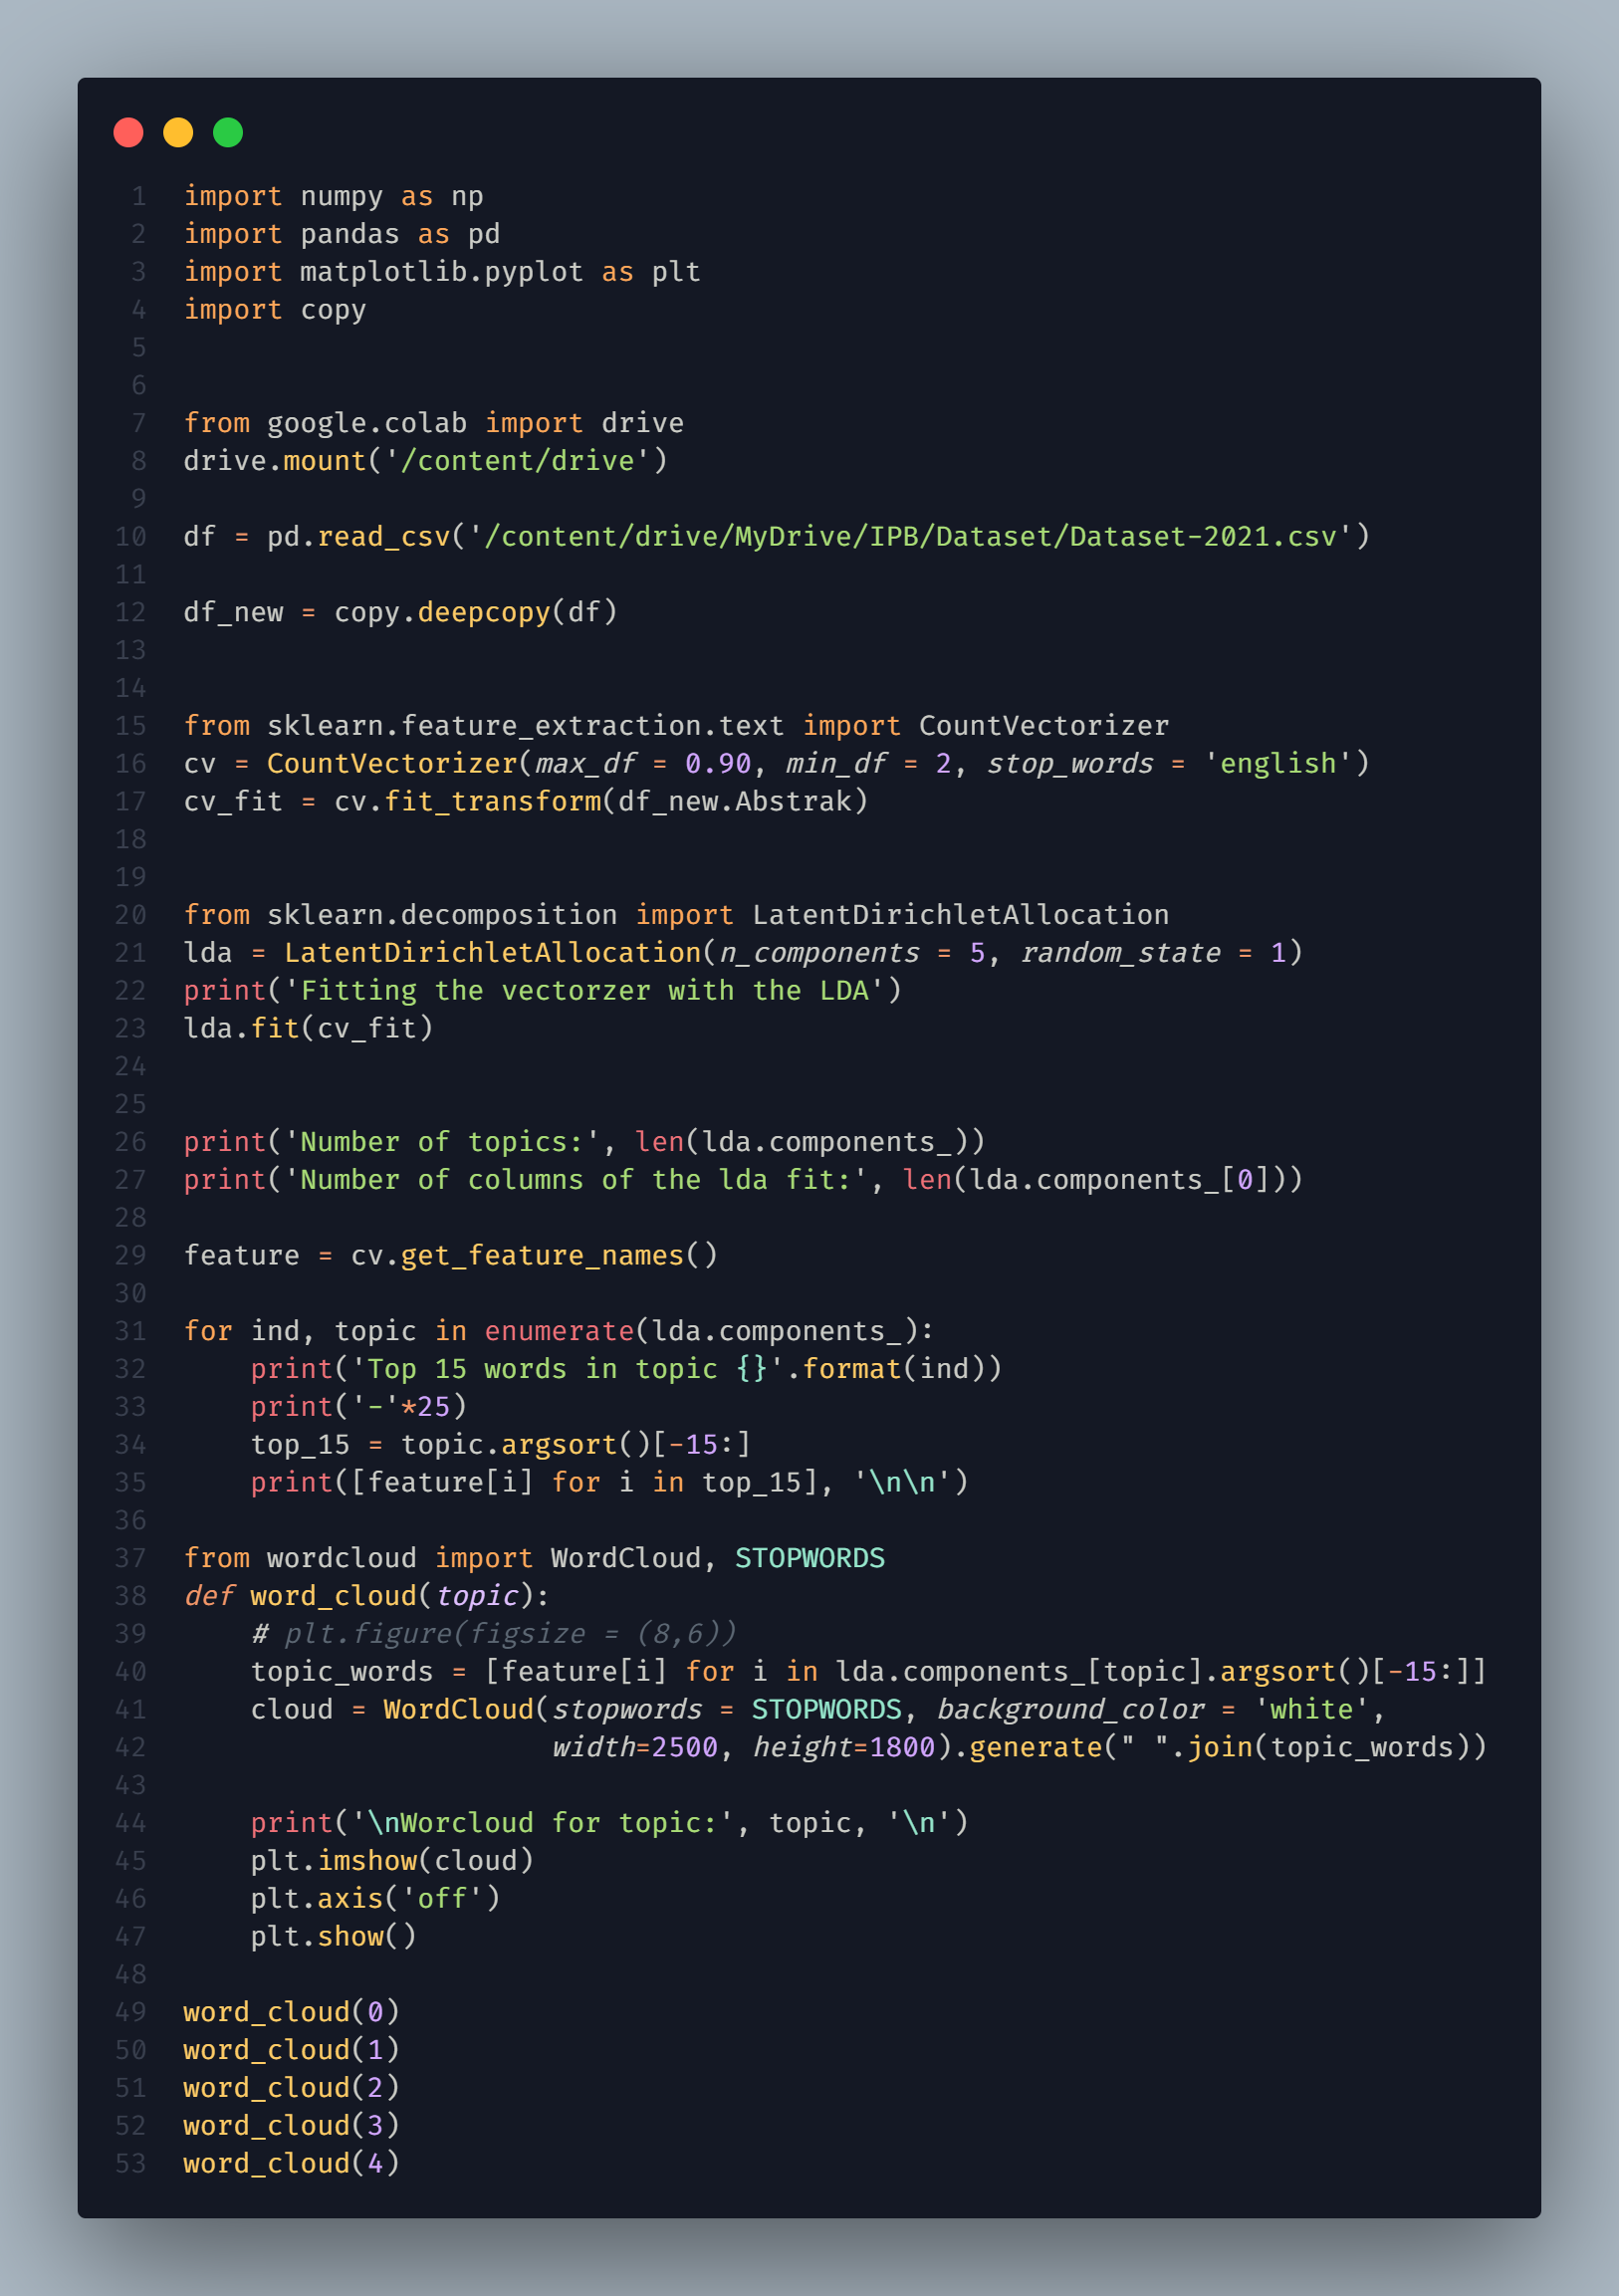 1 import numpy as np
2 import pandas as pd
3 import matplotlib.pyplot as plt
4 import copy
5
6
7 from google.colab import drive
8 drive.mount('/content/drive')
9
10 df = pd.read_csv('/content/drive/MyDrive/IPB/Dataset/Dataset-2021.csv')
11
12 df_new = copy.deepcopy(df)
13
14
15 from sklearn.feature_extraction.text import CountVectorizer
16 cv = CountVectorizer(max_df = 0.90, min_df = 2, stop_words = 'english')
17 cv_fit = cv.fit_transform(df_new.Abstrak)
18
19
20 from sklearn.decomposition import LatentDirichletAllocation
21 lda = LatentDirichletAllocation(n_components = 5, random_state = 1)
22 print('Fitting the vectorzer with the LDA')
23 lda.fit(cv_fit)
24
25
26 print('Number of topics:', len(lda.components_))
27 print('Number of columns of the lda fit:', len(lda.components_[0]))
28
29 feature = cv.get_feature_names()
30
31 for ind, topic in enumerate(lda.components_):
32     print('Top 15 words in topic {}'.format(ind))
33     print('-'*25)
34     top_15 = topic.argsort()[-15:]
35     print([feature[i] for i in top_15], '\n\n')
36
37 from wordcloud import WordCloud, STOPWORDS
38 def word_cloud(topic):
39     # plt.figure(figsize = (8,6))
40     topic_words = [feature[i] for i in lda.components_[topic].argsort()[-15:]]
41     cloud = WordCloud(stopwords = STOPWORDS, background_color = 'white',
42                       width=2500, height=1800).generate(" ".join(topic_words))
43
44     print('\nWorcloud for topic:', topic, '\n')
45     plt.imshow(cloud)
46     plt.axis('off')
47     plt.show()
48
49 word_cloud(0)
50 word_cloud(1)
51 word_cloud(2)
52 word_cloud(3)
53 word_cloud(4)